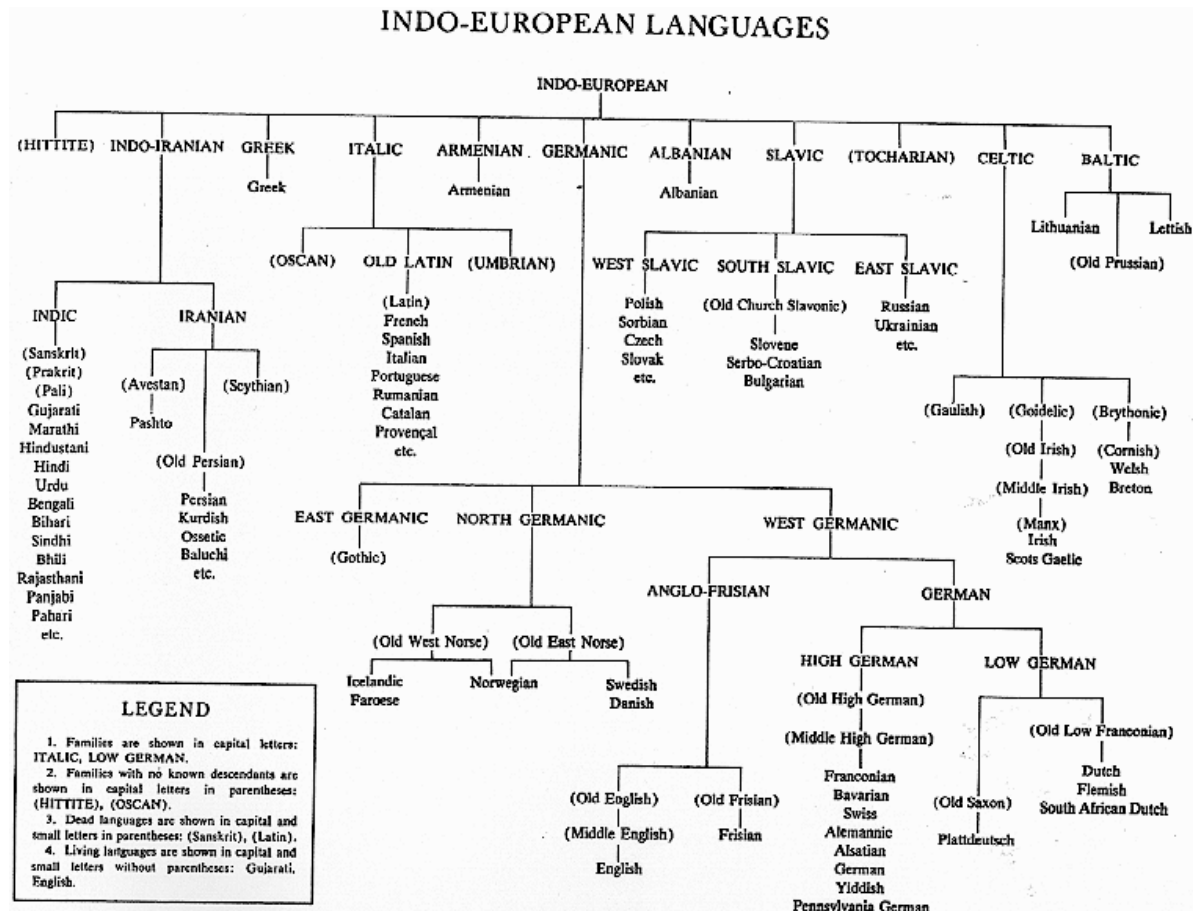 INDO-EUROPEAN LANGUAGES
INDO-EUROPEAN
(HITTITE) INDO-IRANIAN GREEK ITALIC ARMENIAN GERMANIC ALBANIAN SLAVIC (TOCHARIAN) CELTIC BALTIC
Greek
Armenian
Albanian
Lithuanian
(Old Prussian)
Lettish
(OSCAN) OLD LATIN (UMBRIAN)
(Latin)
French
Spanish
Italian
Portuguese
Rumanian
Catalan
Provençal
etc.
WEST SLAVIC
Polish
Sorbian
Czech
Slovak
etc.
SOUTH SLAVIC
(Old Church Slavonic)
Slovene
Serbo-Croatian
Bulgarian
EAST SLAVIC
Russian
Ukrainian
etc.
INDIC
(Sanskrit)
(Prakrit)
(Pali)
Gujarati
Marathi
Hindustani
Hindi
Urdu
Bengali
Bihari
Sindhi
Bhili
Rajasthani
Panjabi
Pahari
etc.
IRANIAN
(Avestan)
Pashto
(Scythian)
(Old Persian)
Persian
Kurdish
Ossetic
Baluchi
etc.
(Gaulish) (Goidelic) (Brythonic)
(Old Irish)
(Middle Irish)
(Manx)
Irish
Scots Gaelic
(Cornish)
Welsh
Breton
EAST GERMANIC NORTH GERMANIC WEST GERMANIC
(Gothic)
(Old West Norse) (Old East Norse)
Icelandic
Faroese
Norwegian
Swedish
Danish
ANGLO-FRISIAN GERMAN
(Old English)
(Middle English)
English
(Old Frisian)
Frisian
HIGH GERMAN
(Old High German)
(Middle High German)
Franconian
Bavarian
Swiss
Alemannic
Alsatian
German
Yiddish
Pennsylvania German
LOW GERMAN
(Old Saxon)
Plattdeutsch
(Old Low Franconian)
Dutch
Flemish
South African Dutch
LEGEND
1. Families are shown in capital letters:
ITALIC, LOW GERMAN.
2. Families with no known descendants are
shown in capital letters in parentheses:
(HITTITE), (OSCAN).
3. Dead languages are shown in capital and
small letters in parentheses: (Sanskrit), (Latin).
4. Living languages are shown in capital and
small letters without parentheses: Gujarati,
English.